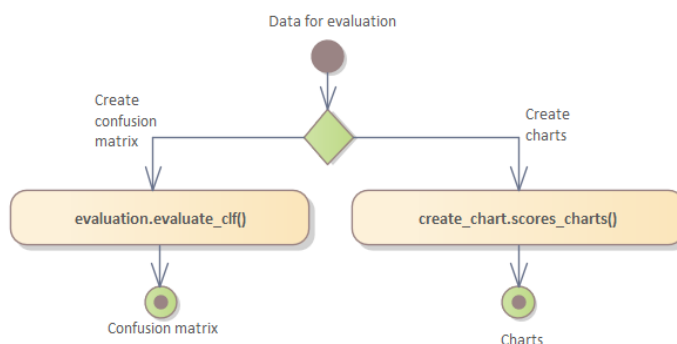 Data for evaluation
Create
confusion
matrix
Create
charts
evaluation.evaluate_clf()
create_chart.scores_charts()
Confusion matrix
Charts